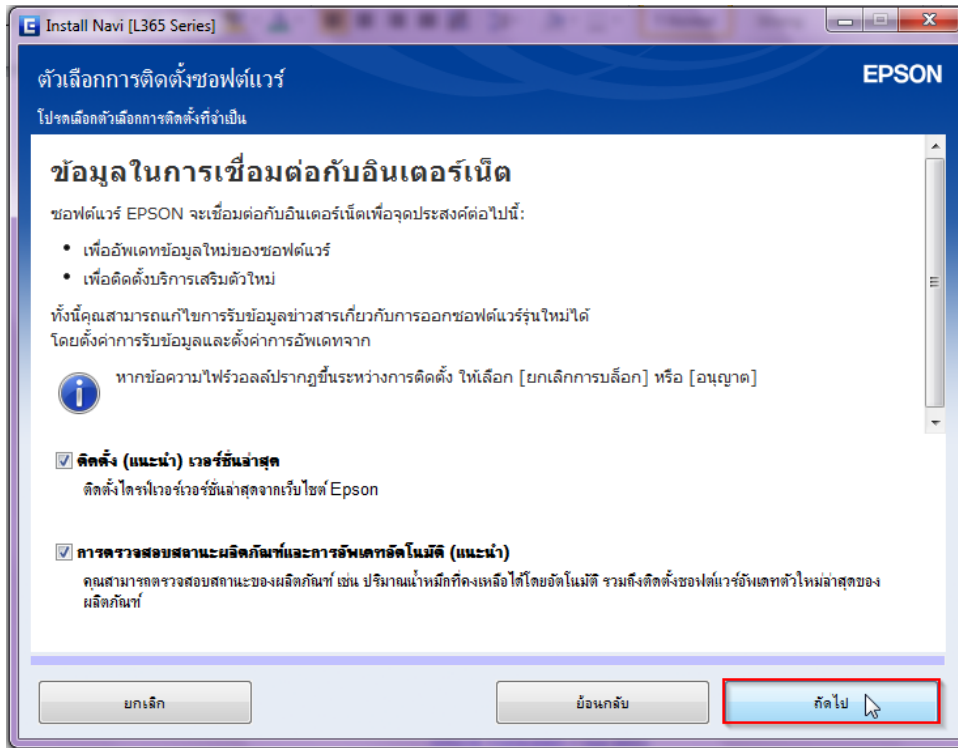 Install Navi [L365 Series]
ตัวเลือกการติดตั้งซอฟต์แวร์
EPSON
โปรดเลือกตัวเลือกการติดตั้งที่จำเป็น
ข้อมูลในการเชื่อมต่อกับอินเตอร์เน็ต
ซอฟต์แวร์ EPSON จะเชื่อมต่อกับอินเตอร์เน็ตเพื่อจุดประสงค์ต่อไปนี้:
• เพื่ออัพเดทข้อมูลใหม่ของซอฟต์แวร์
• เพื่อติดตั้งบริการเสริมตัวใหม่
ทั้งนี้คุณสามารถแก้ไขการรับข้อมูลข่าวสารเกี่ยวกับการออกซอฟต์แวร์รุ่นใหม่ได้
โดยตั้งค่าการรับข้อมูลและตั้งค่าการอัพเดทจาก
หากข้อความไฟร์วอลล์ปรากฏขึ้นระหว่างการติดตั้ง ให้เลือก [ยกเลิกการบล็อก] หรือ [อนุญาต]
ติดตั้ง (แนะนำ) เวอร์ชั่นล่าสุด
ติดตั้งไดรฟ์เวอร์เวอร์ชั่นล่าสุดจากเว็บไซต์ Epson
การตรวจสอบสถานะผลิตภัณฑ์และการอัพเดทอัตโนมัติ (แนะนำ)
คุณสามารถตรวจสอบสถานะของผลิตภัณฑ์ เช่น ปริมาณน้ำหมึกที่คงเหลือได้โดยอัตโนมัติ รวมถึงติดตั้งซอฟต์แวร์อัพเดทตัวใหม่ล่าสุดของ
ผลิตภัณฑ์
ยกเลิก
ย้อนกลับ
ถัดไป